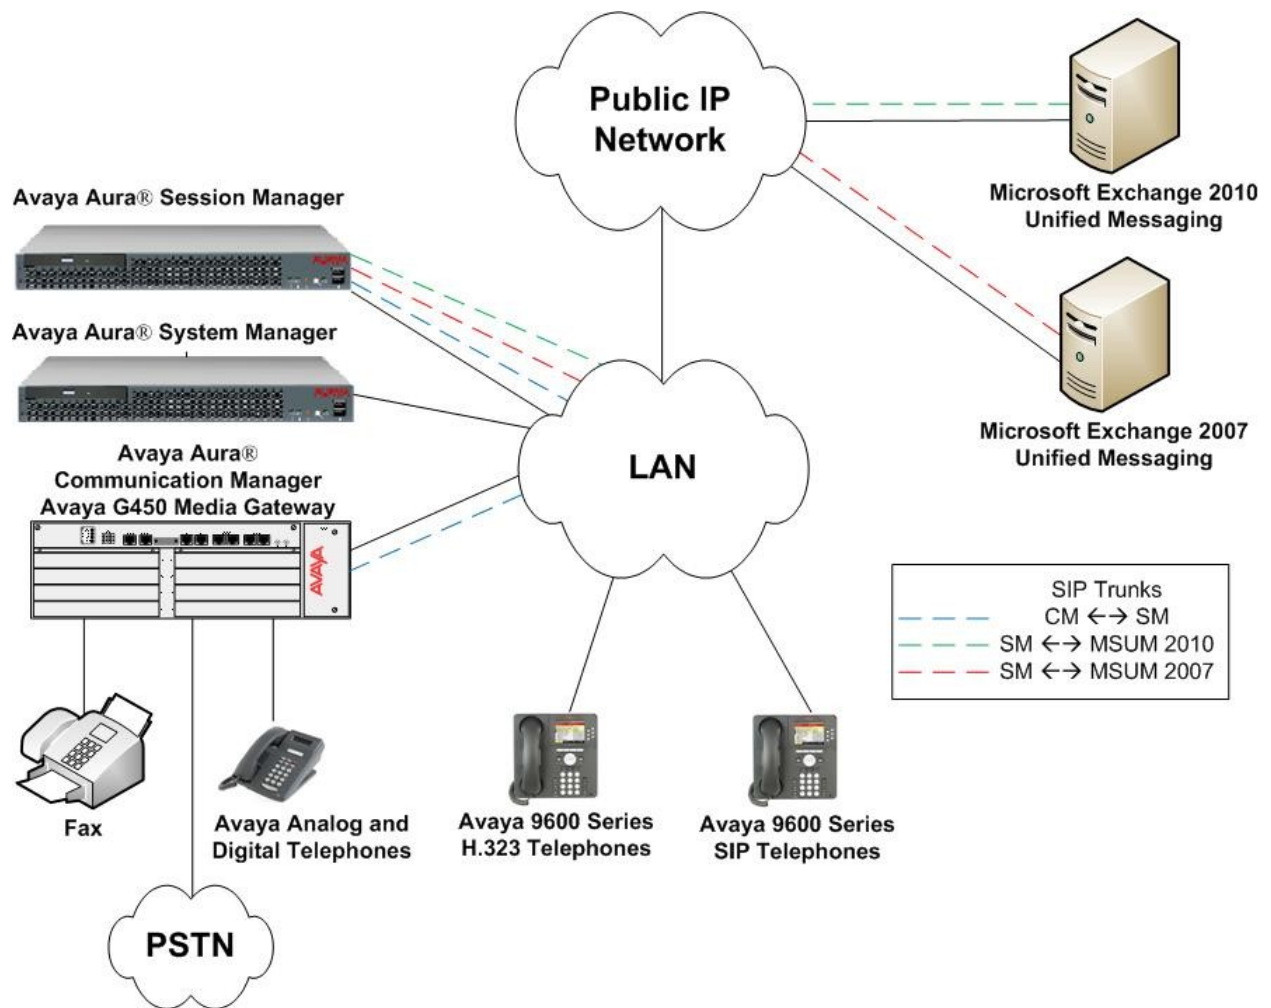 Public IP
Network
Microsoft Exchange 2010
Unified Messaging
Avaya Aura® Session Manager
AVAYA
Avaya Aura® System Manager
AVAYA
Microsoft Exchange 2007
Unified Messaging
Avaya Aura®
Communication Manager
Avaya G450 Media Gateway
AVAYA
LAN
SIP Trunks
CM ←→ SM
SM ←→ MSUM 2010
SM ←→ MSUM 2007
Fax
Avaya Analog and
Digital Telephones
Avaya 9600 Series
H.323 Telephones
Avaya 9600 Series
SIP Telephones
PSTN